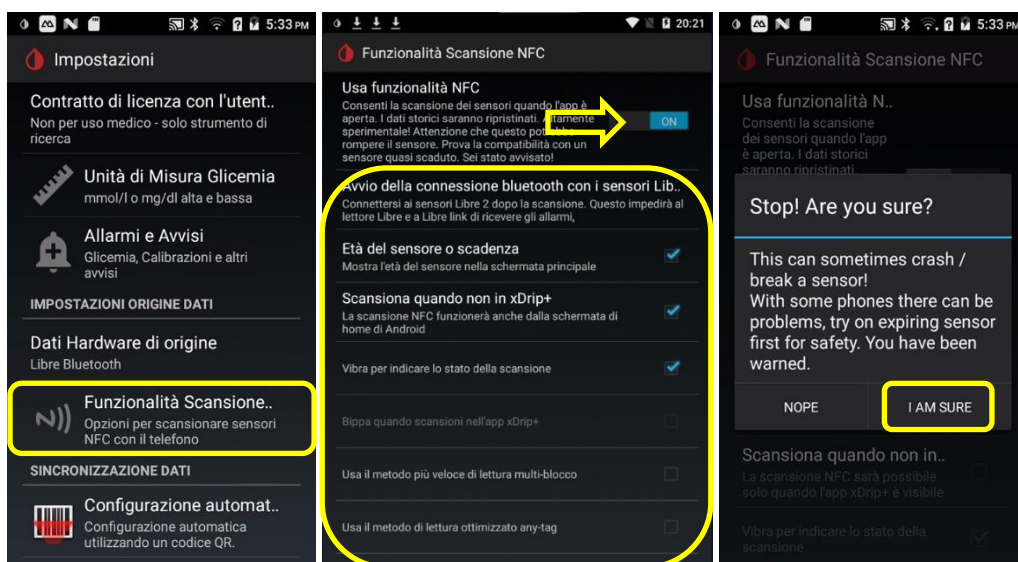 5:33 PM
Impostazioni
Contratto di licenza con l'utent..
Non per uso medico - solo strumento di
ricerca
Unità di Misura Glicemia
mmol/l o mg/dl alta e bassa
Allarmi e Avvisi
Glicemia, Calibrazioni e altri
avvisi
IMPOSTAZIONI ORIGINE DATI
Dati Hardware di origine
Libre Bluetooth
Funzionalità Scansione..
Opzioni per scansionare sensori
NFC con il telefono
SINCRONIZZAZIONE DATI
Configurazione automat..
Configurazione automatica
utilizzando un codice QR.
20:21
Funzionalità Scansione NFC
Usa funzionalità NFC
Consenti la scansione dei sensori quando l'app è
aperta. I dati storici saranno ripristinati. Altamente
sperimentale! Attenzione che questo potrebbe
rompere il sensore. Prova la compatibilità con un
sensore quasi scaduto. Sei stato avvisato!
ON
Avvio della connessione bluetooth con i sensori Lib..
Connettersi ai sensori Libre 2 dopo la scansione. Questo impedirà al
lettore Libre e a Libre link di ricevere gli allarmi,
Età del sensore o scadenza
Mostra l'età del sensore nella schermata principale
Scansiona quando non in xDrip+
La scansione NFC funzionerà anche dalla schermata di
home di Android
Vibra per indicare lo stato della scansione
Bippa quando scansioni nell'app xDrip+
Usa il metodo più veloce di lettura multi-blocco
Usa il metodo di lettura ottimizzato any-tag
5:33 PM
Funzionalità Scansione NFC
Usa funzionalità N..
Consenti la scansione
dei sensori quando l'app
è aperta. I dati storici
saranno ripristinati.
Stop! Are you sure?
This can sometimes crash /
break a sensor!
With some phones there can be
problems, try on expiring sensor
first for safety. You have been
warned.
NOPE
I AM SURE
Scansiona quando non in..
La scansione NFC sarà possibile
solo quando l'app xDrip+ è visibile
Vibra per indicare lo stato della
scansione